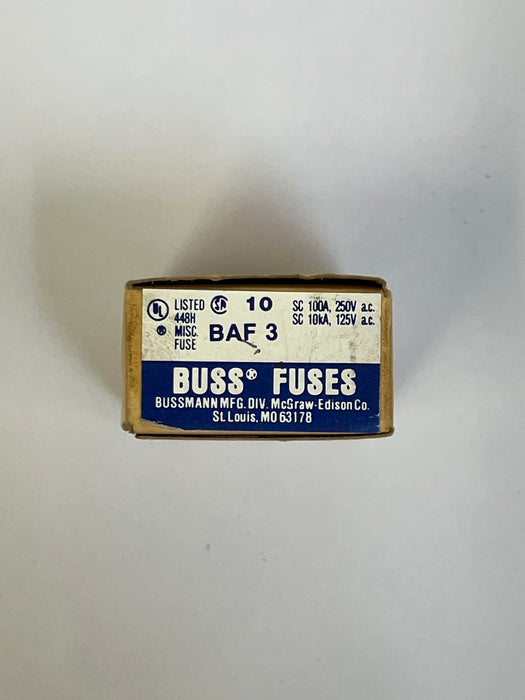 UL LISTED SA 10 SC 100A, 250V a.c.
448H SC 10kA, 125V a.c.
® MISC. BAF 3
FUSE
BUSS® FUSES
BUSSMANN MFG. DIV. McGraw-Edison Co.
St. Louis, MO 63178